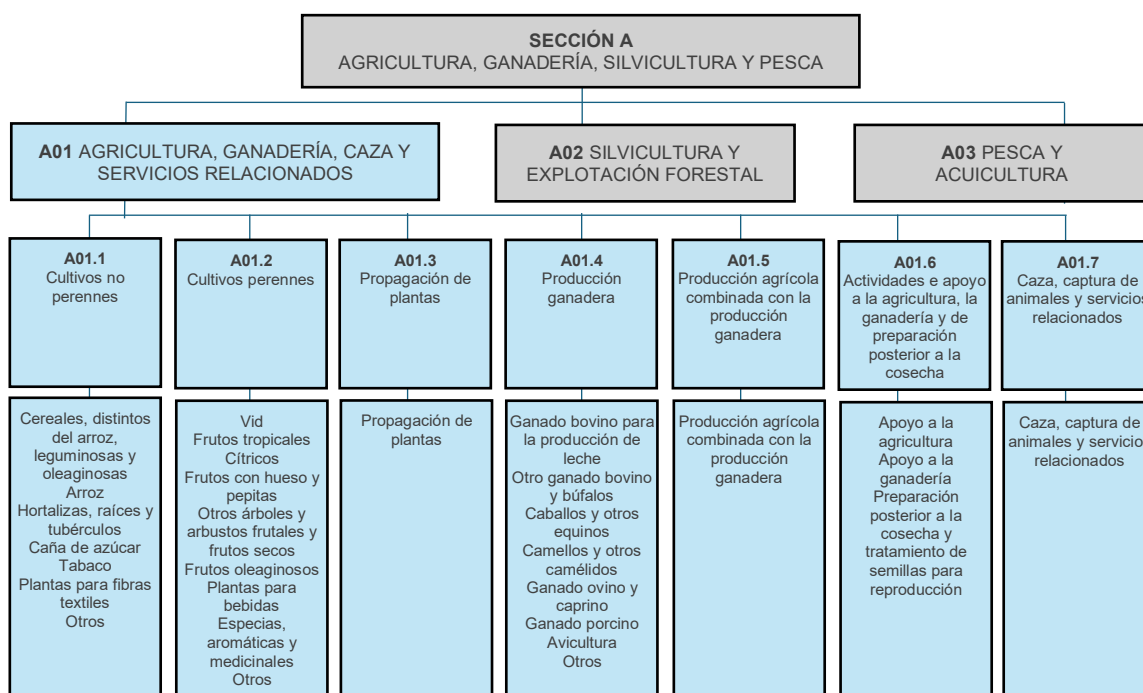 SECCIÓN A
AGRICULTURA, GANADERÍA, SILVICULTURA Y PESCA
A01 AGRICULTURA, GANADERÍA, CAZA Y
SERVICIOS RELACIONADOS
A02 SILVICULTURA Y
EXPLOTACIÓN FORESTAL
A03 PESCA Y
ACUICULTURA
A01.1
Cultivos no
perennes
A01.2
Cultivos perennes
A01.3
Propagación de
plantas
A01.4
Producción
ganadera
A01.5
Producción agrícola
combinada con la
producción
ganadera
A01.6
Actividades e apoyo
a la agricultura, la
ganadería y de
preparación
posterior a la
cosecha
A01.7
Caza, captura de
animales y servicios
relacionados
Cereales, distintos
del arroz,
leguminosas y
oleaginosas
Arroz
Hortalizas, raíces y
tubérculos
Caña de azúcar
Tabaco
Plantas para fibras
textiles
Otros
Vid
Frutos tropicales
Cítricos
Frutos con hueso y
pepitas
Otros árboles y
arbustos frutales y
frutos secos
Frutos oleaginosos
Plantas para
bebidas
Especias,
aromáticas y
medicinales
Otros
Propagación de
plantas
Ganado bovino para
la producción de
leche
Otro ganado bovino
y búfalos
Caballos y otros
equinos
Camellos y otros
camélidos
Ganado ovino y
caprino
Ganado porcino
Avicultura
Otros
Producción agrícola
combinada con la
producción
ganadera
Apoyo a la
agricultura
Apoyo a la
ganadería
Preparación
posterior a la
cosecha y
tratamiento de
semillas para
reproducción
Caza, captura de
animales y servicios
relacionados